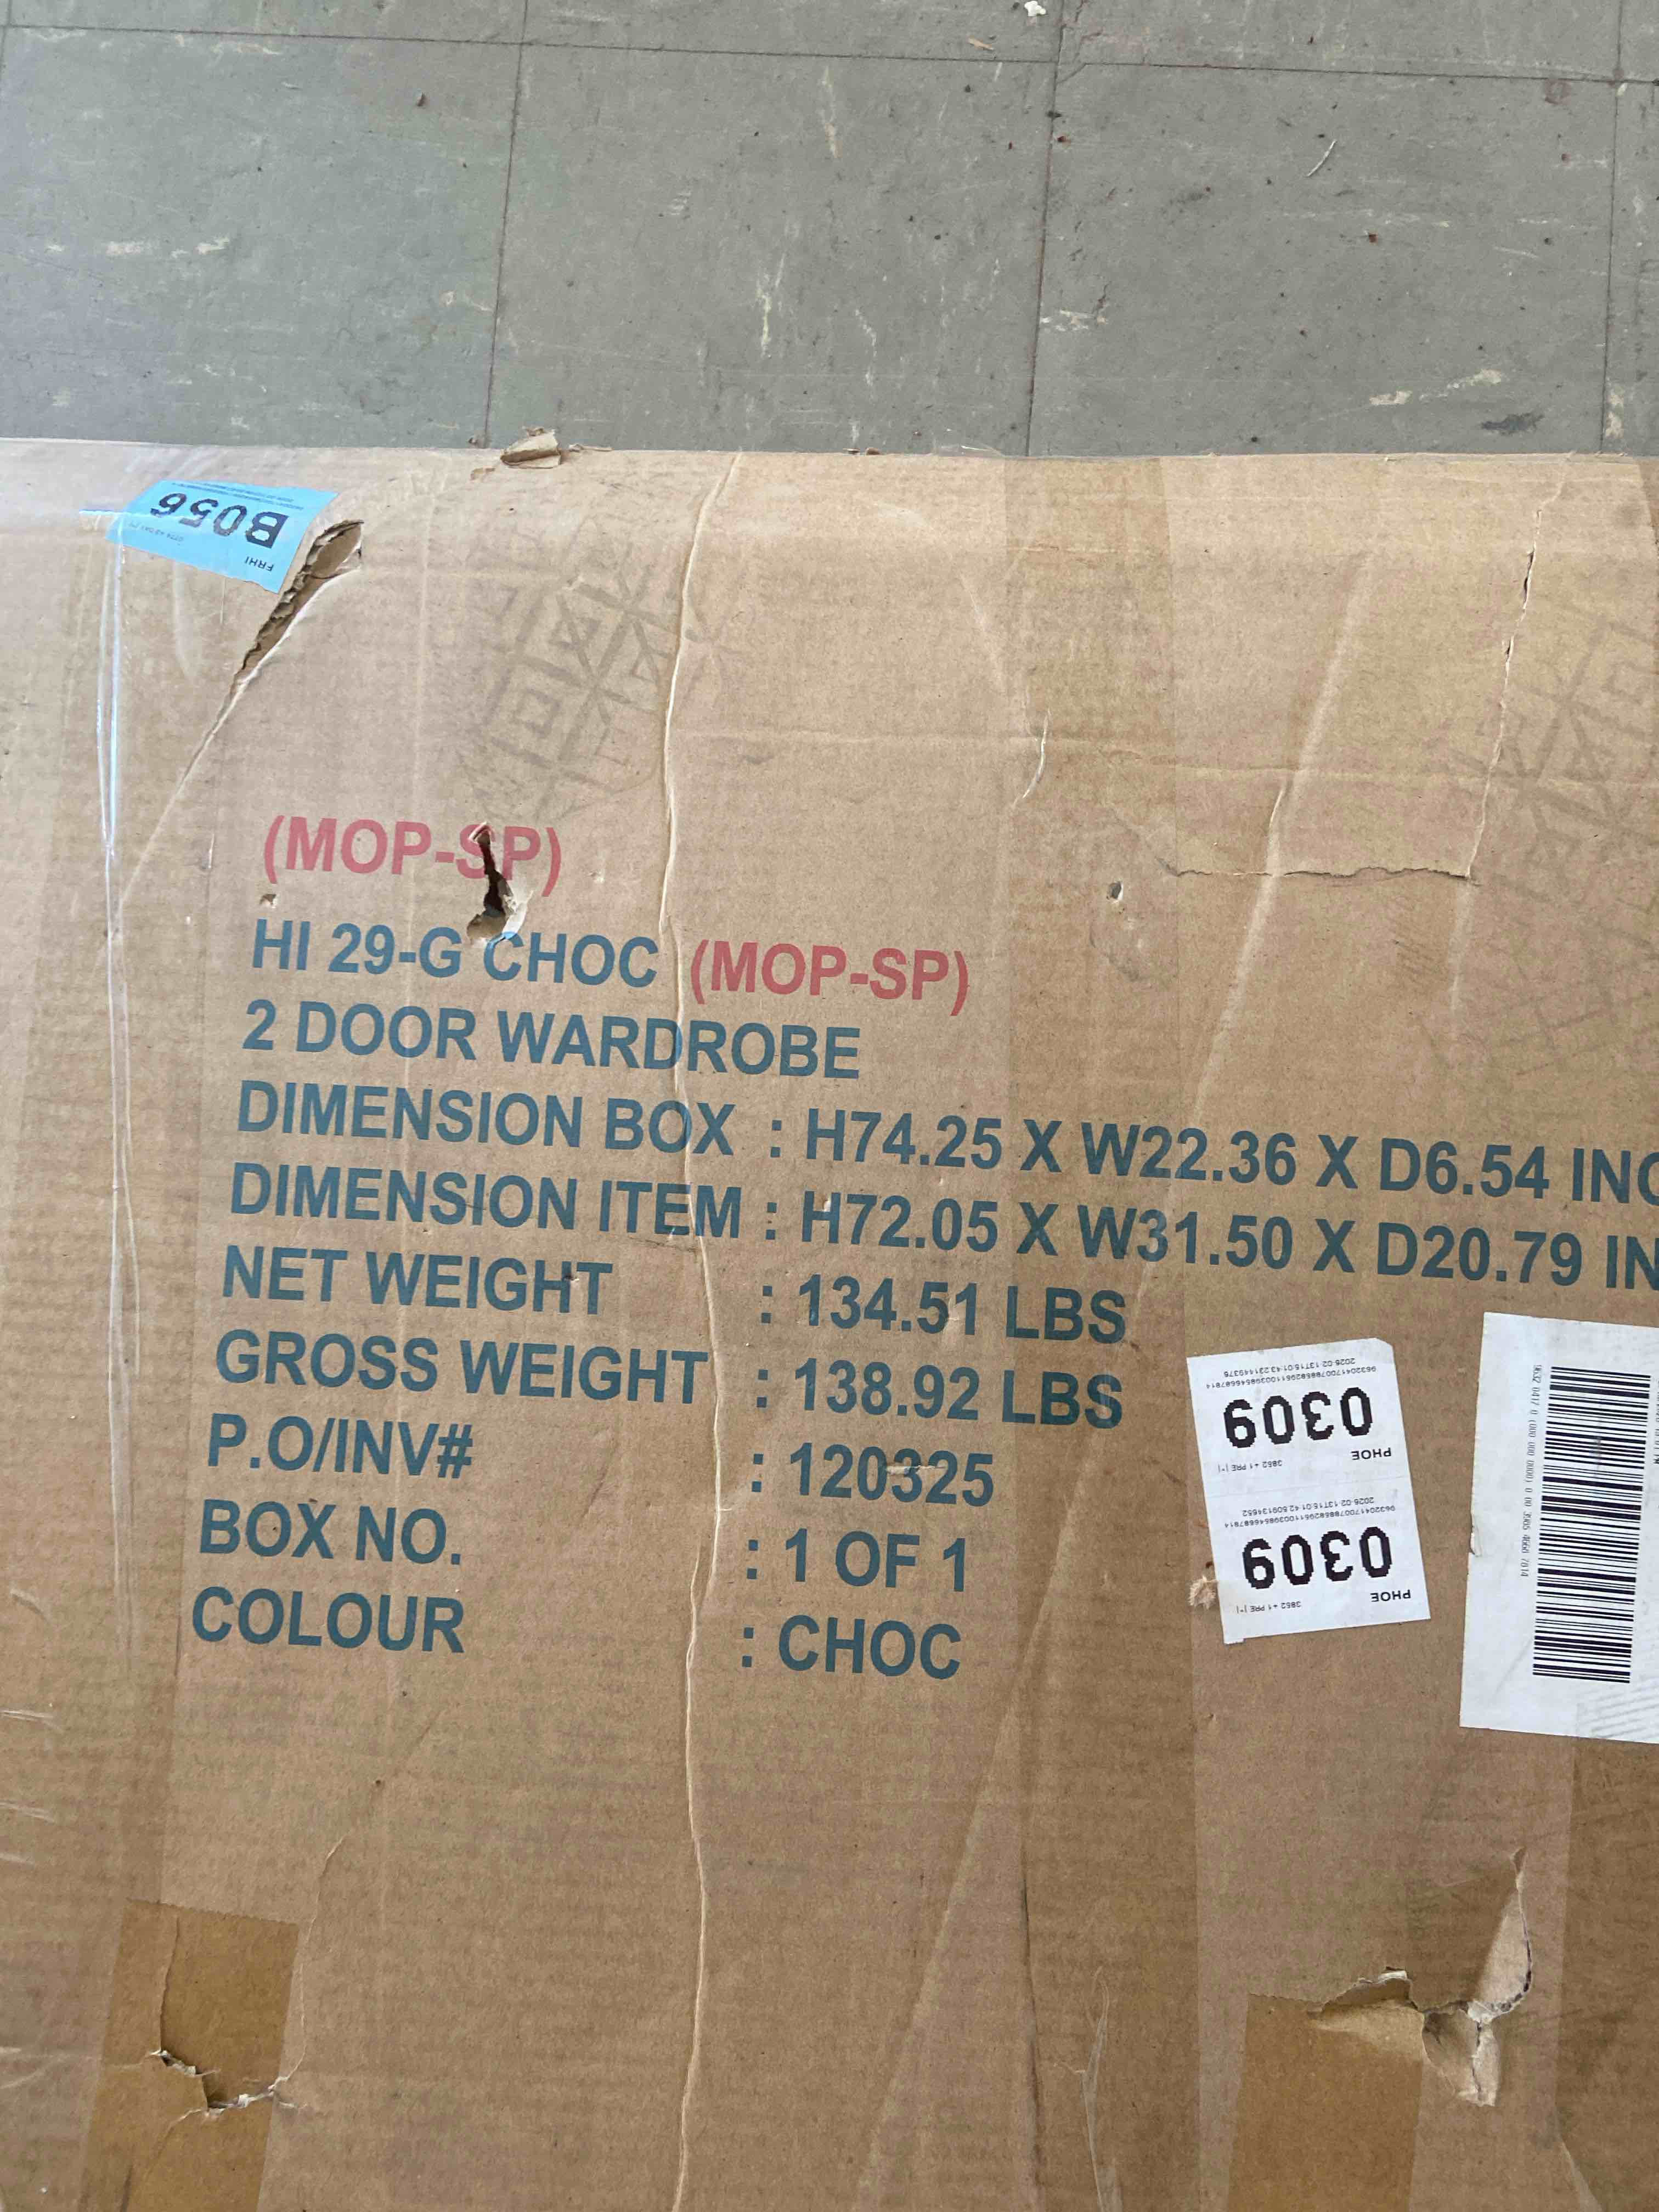 FRHI
B056
(MOP-SP)
HI 29-G CHOC (MOP-SP)
2 DOOR WARDROBE
DIMENSION BOX : H74.25 X W22.36 X D6.54 INC
DIMENSION ITEM : H72.05 X W31.50 X D20.79 IN
NET WEIGHT : 134.51 LBS
GROSS WEIGHT : 138.92 LBS
P.O/INV# : 120325
BOX NO. : 1 OF 1
COLOUR : CHOC
PHOE
0309
PHOE
0309